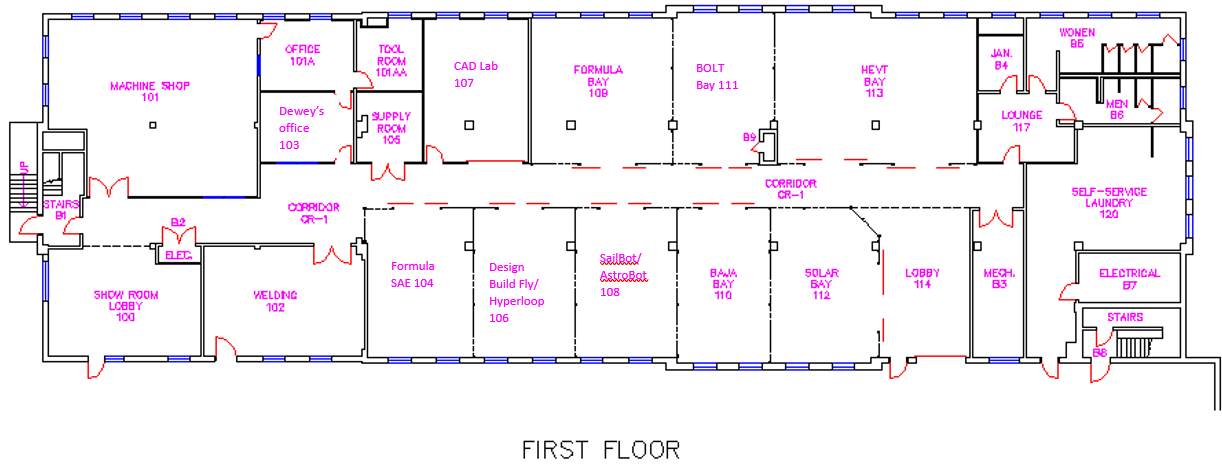 MACHINE SHOP
101
OFFICE
101A
TOOL
ROOM
101AA
Dewey's
office
103
SUPPLY
ROOM
105
CAD Lab
107
FORMULA
BAY
109
BOLT
Bay 111
HEVT
BAY
113
JAN.
B4
WOMEN
B5
MEN
B6
LOUNGE
117
B9
UP
STAIRS
B1
B2
ELEC.
CORRIDOR
CR-1
CORRIDOR
CR-1
SELF-SERVICE
LAUNDRY
120
SHOW ROOM
LOBBY
100
WELDING
102
Formula
SAE 104
Design
Build Fly/
Hyperloop
106
SailBot/
AstroBot
108
BAJA
BAY
110
SOLAR
BAY
112
LOBBY
114
MECH.
B3
ELECTRICAL
B7
STAIRS
B8
FIRST FLOOR